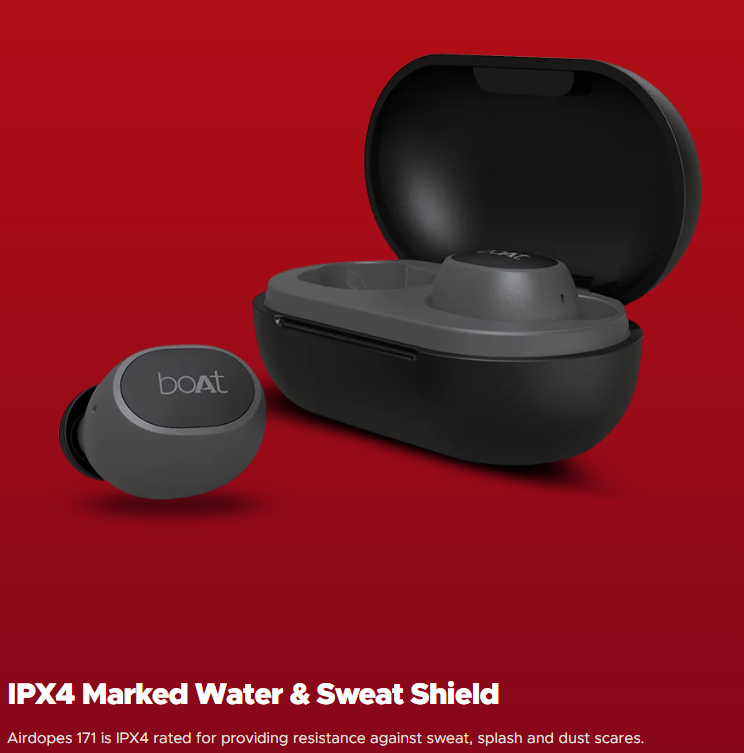 boAt
boAt
IPX4 Marked Water & Sweat Shield
Airdopes 171 is IPX4 rated for providing resistance against sweat, splash and dust scares.